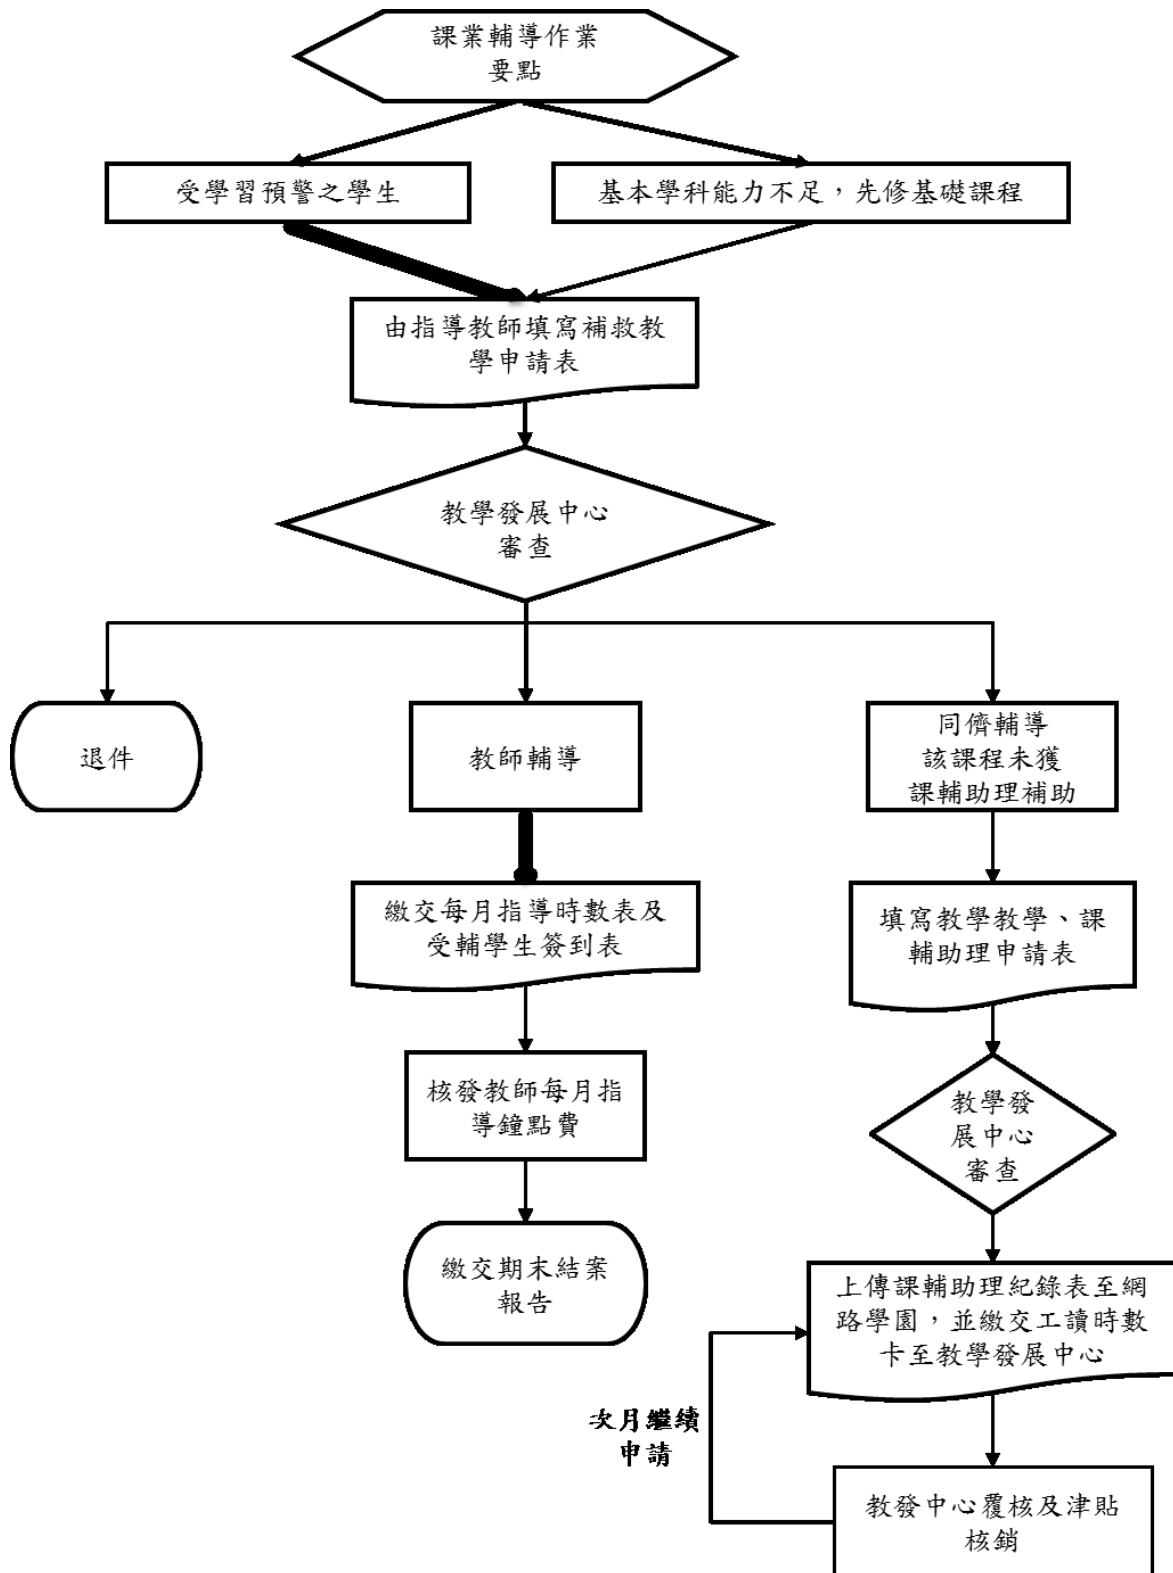 課業輔導作業
要點
受學習預警之學生
基本學科能力不足，先修基礎課程
由指導教師填寫補救教
學申請表
教學發展中心
審查
退件
教師輔導
同儕輔導
該課程未獲
課輔助理補助
繳交每月指導時數表及
受輔學生簽到表
填寫教學教學、課
輔助理申請表
核發教師每月指
導鐘點費
教學發
展中心
審查
繳交期末結案
報告
上傳課輔助理紀錄表至網
路學園，並繳交工讀時數
卡至教學發展中心
次月繼續
申請
教發中心覆核及津貼
核銷